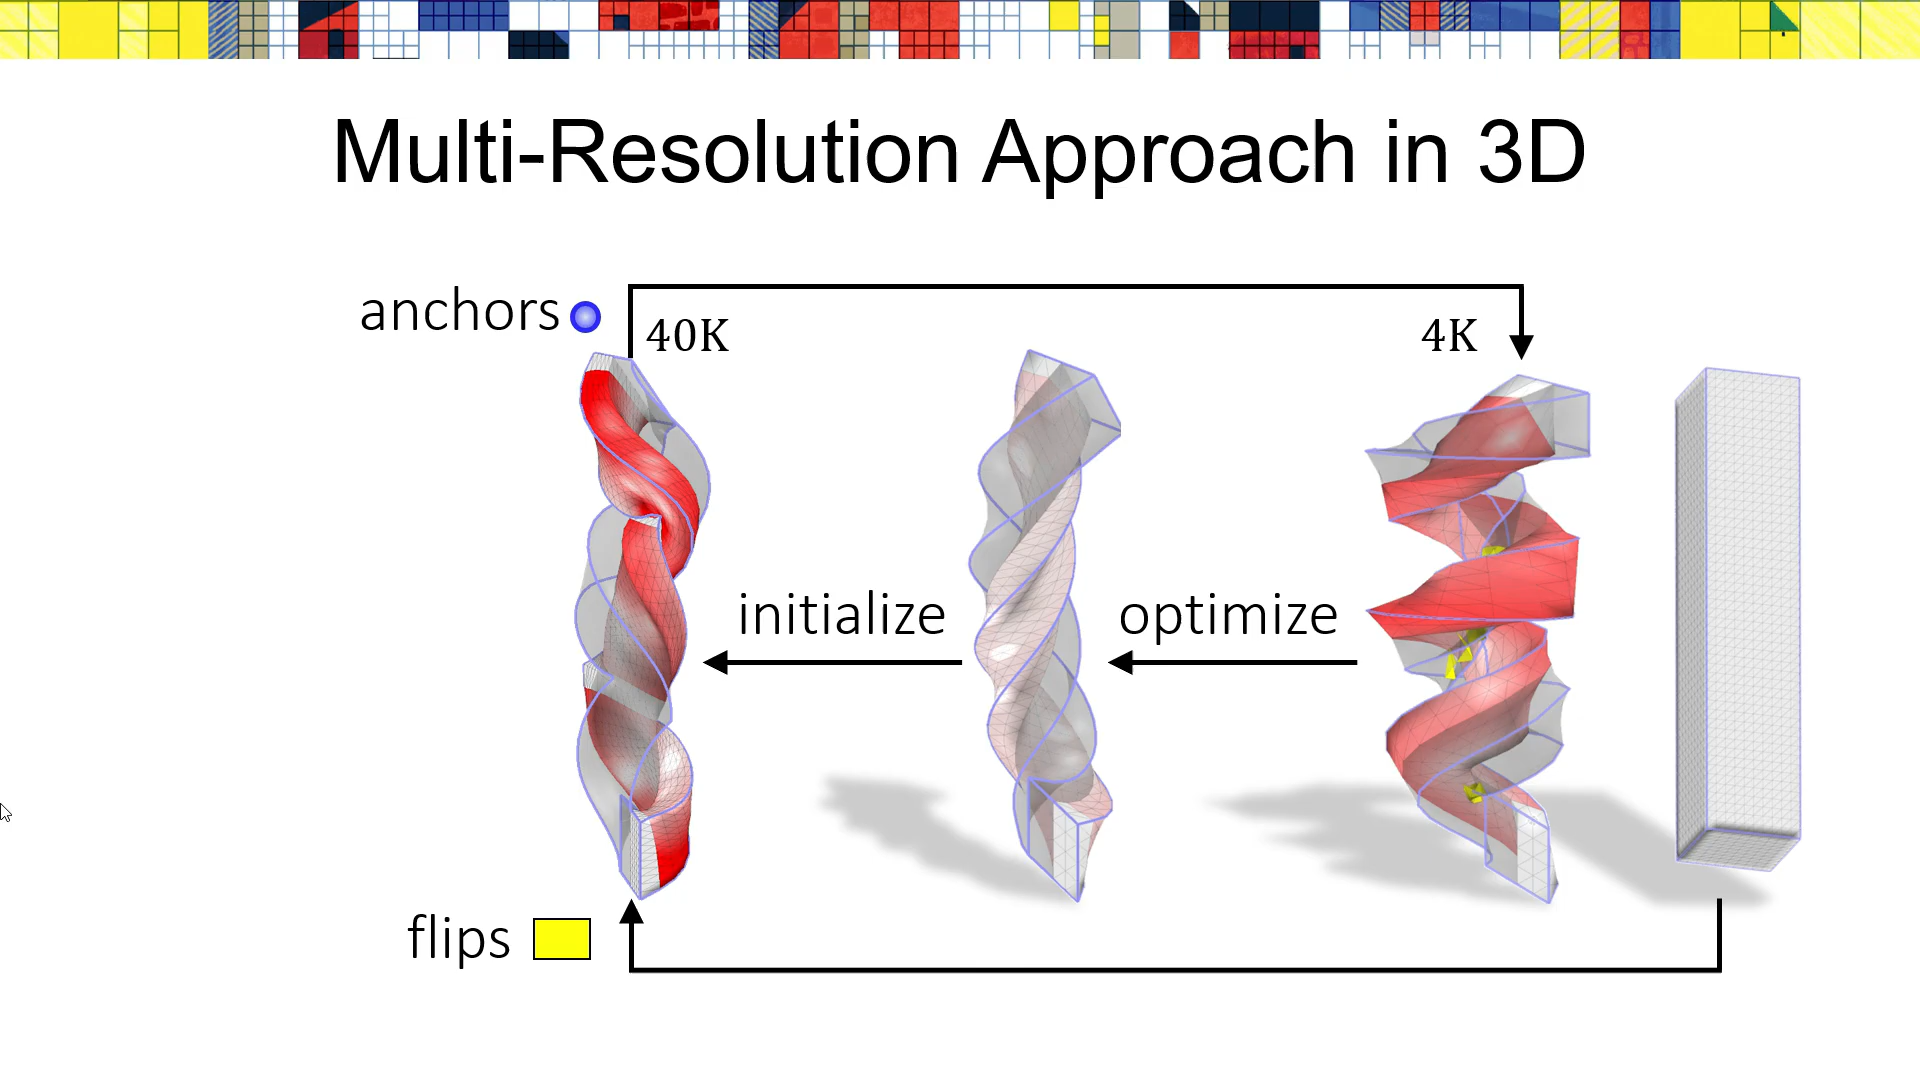 Multi-Resolution Approach in 3D
anchors
40K
4K
initialize
optimize
flips